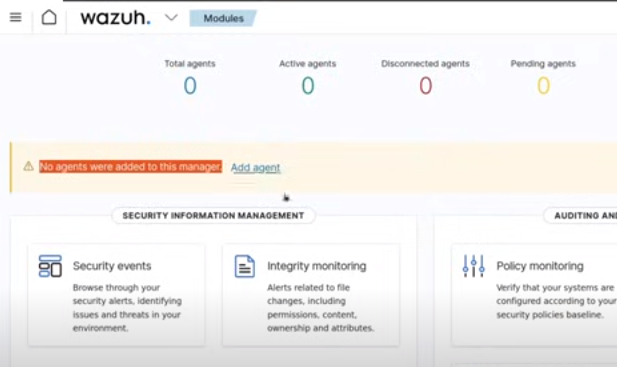 wazuh.
Modules
Total agents
0
Active agents
0
Disconnected agents
0
Pending agents
0
No agents were added to this manager.
Add agent
SECURITY INFORMATION MANAGEMENT
Security events
Browse through your
security alerts, identifying
issues and threats in your
environment.
Integrity monitoring
Alerts related to file
changes, including
permissions, content,
ownership and attributes.
AUDITING AN
Policy monitoring
Verify that your systems are
configured according to your
security policies baseline.